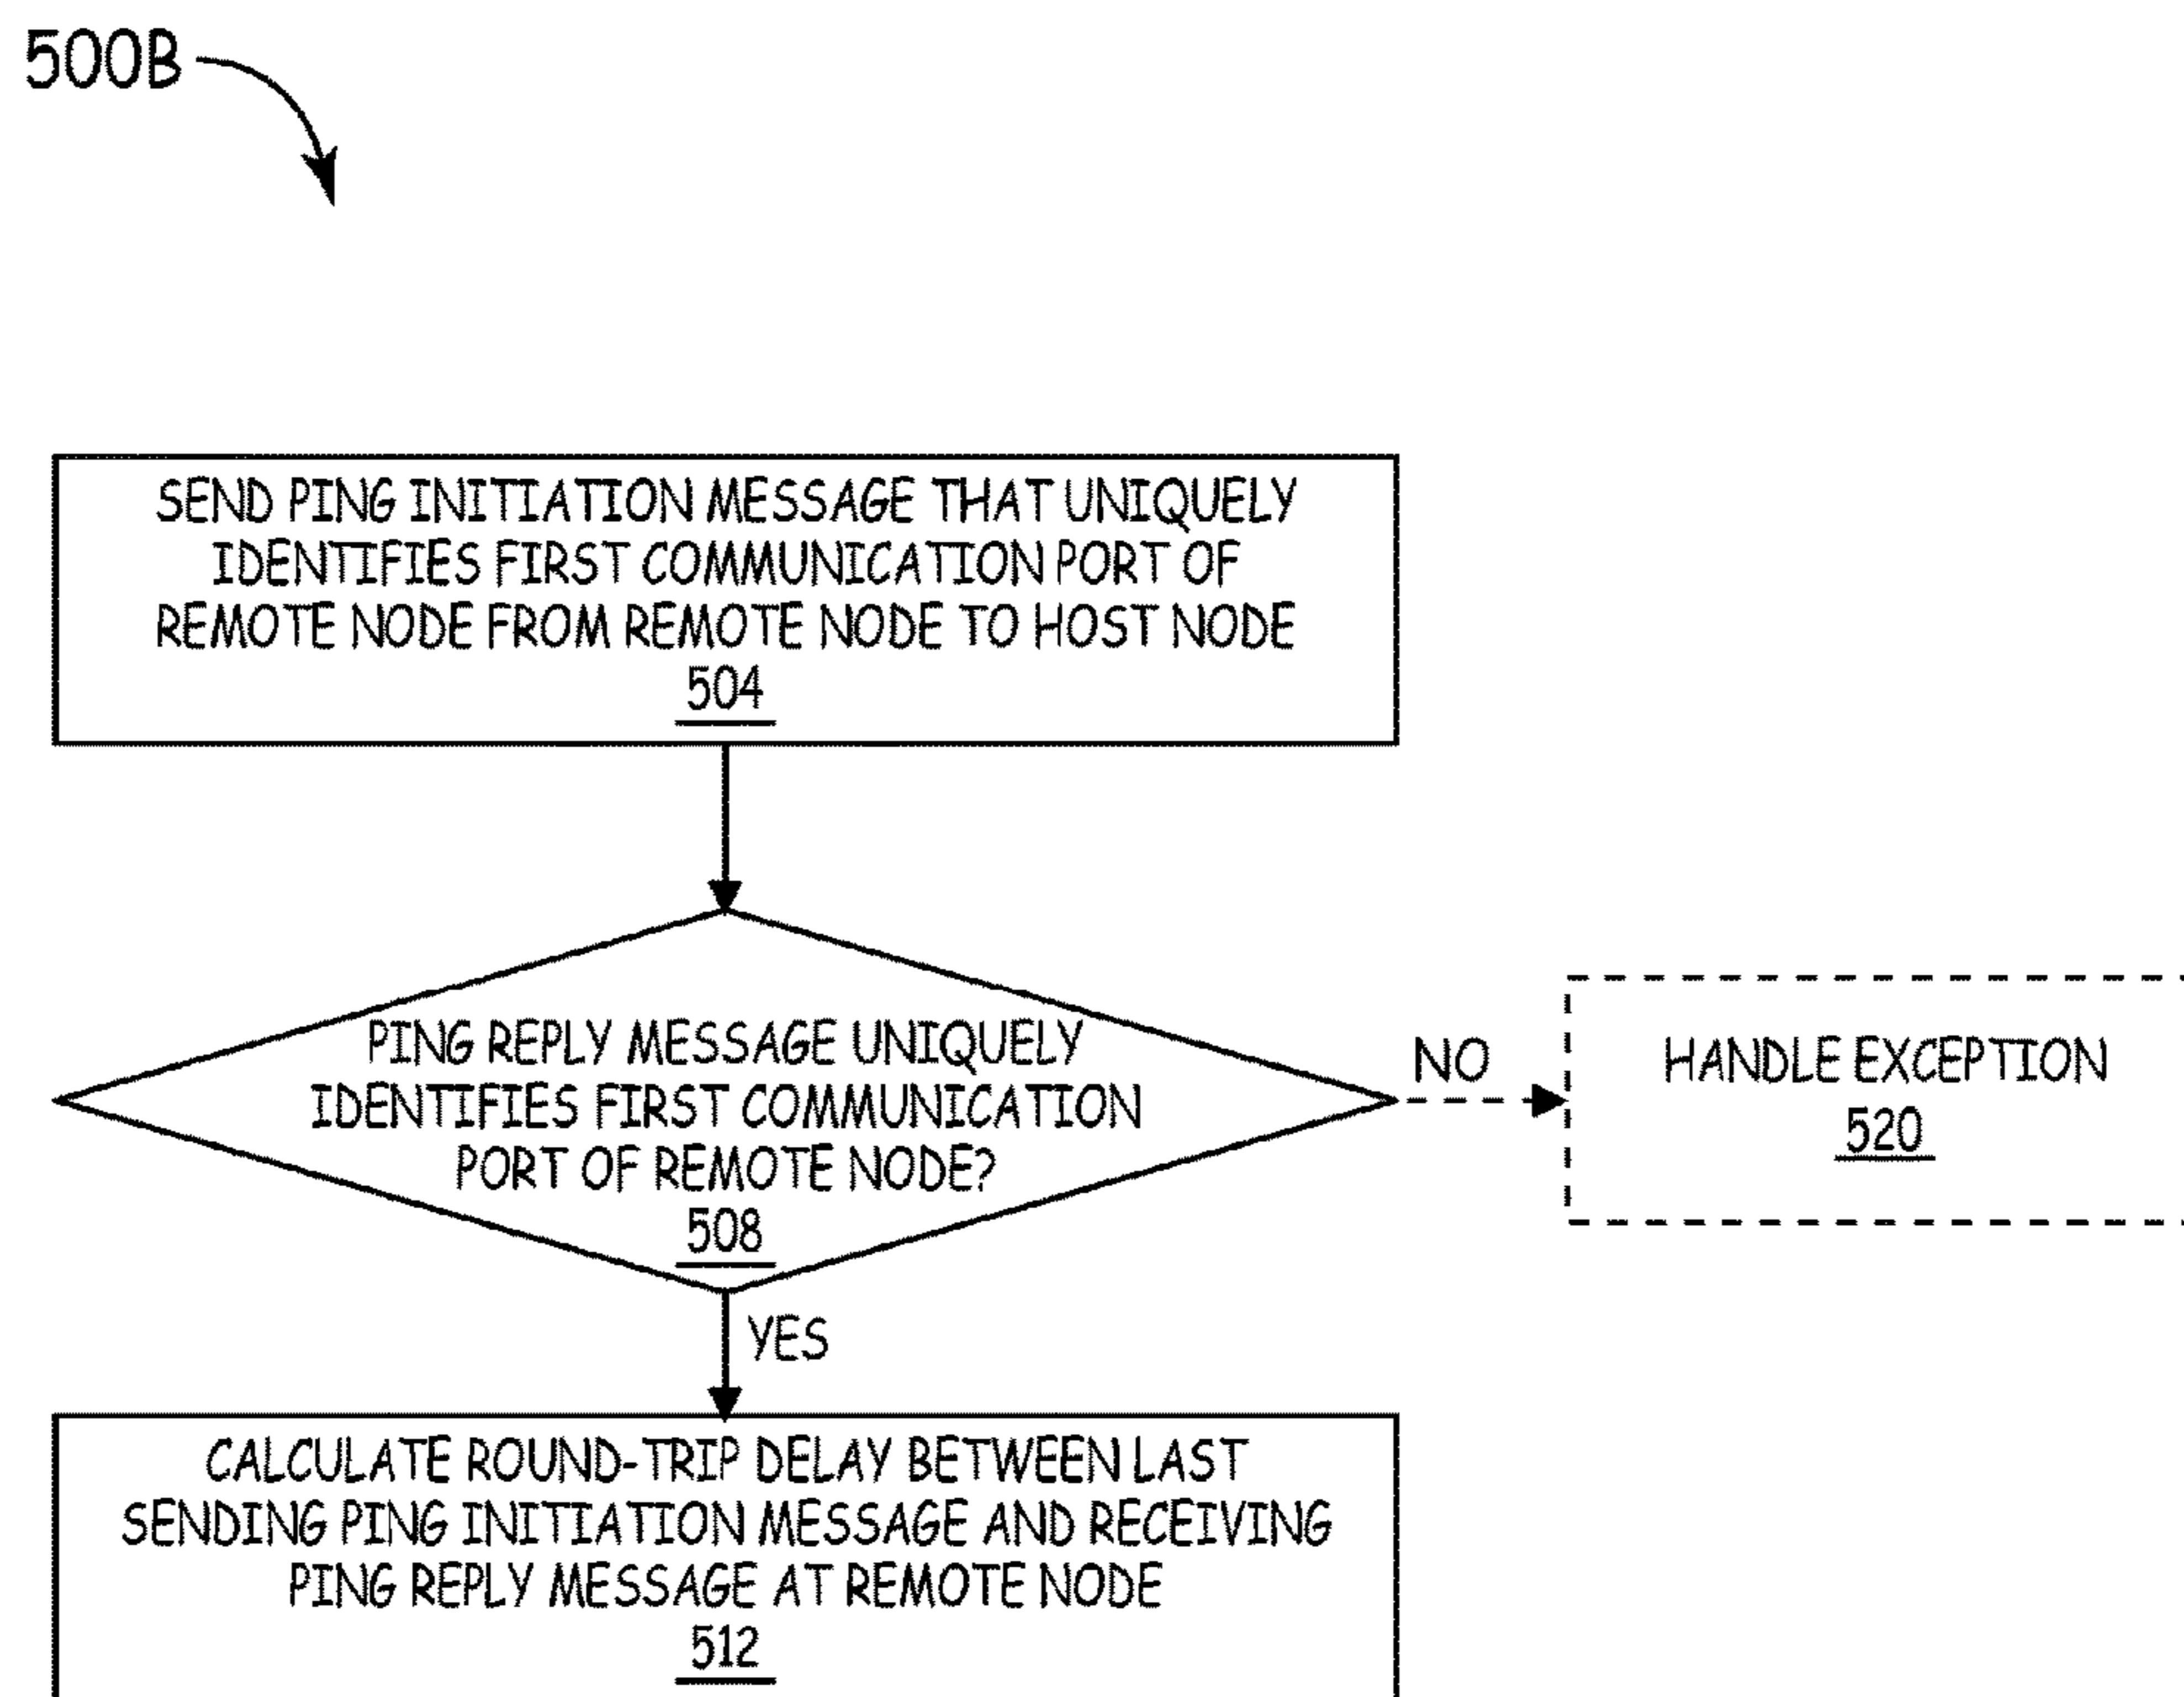 500B
SEND PING INITIATION MESSAGE THAT UNIQUELY
IDENTIFIES FIRST COMMUNICATION PORT OF
REMOTE NODE FROM REMOTE NODE TO HOST NODE
504
PING REPLY MESSAGE UNIQUELY
IDENTIFIES FIRST COMMUNICATION
PORT OF REMOTE NODE?
508
NO
HANDLE EXCEPTION
520
YES
CALCULATE ROUND-TRIP DELAY BETWEEN LAST
SENDING PING INITIATION MESSAGE AND RECEIVING
PING REPLY MESSAGE AT REMOTE NODE
512